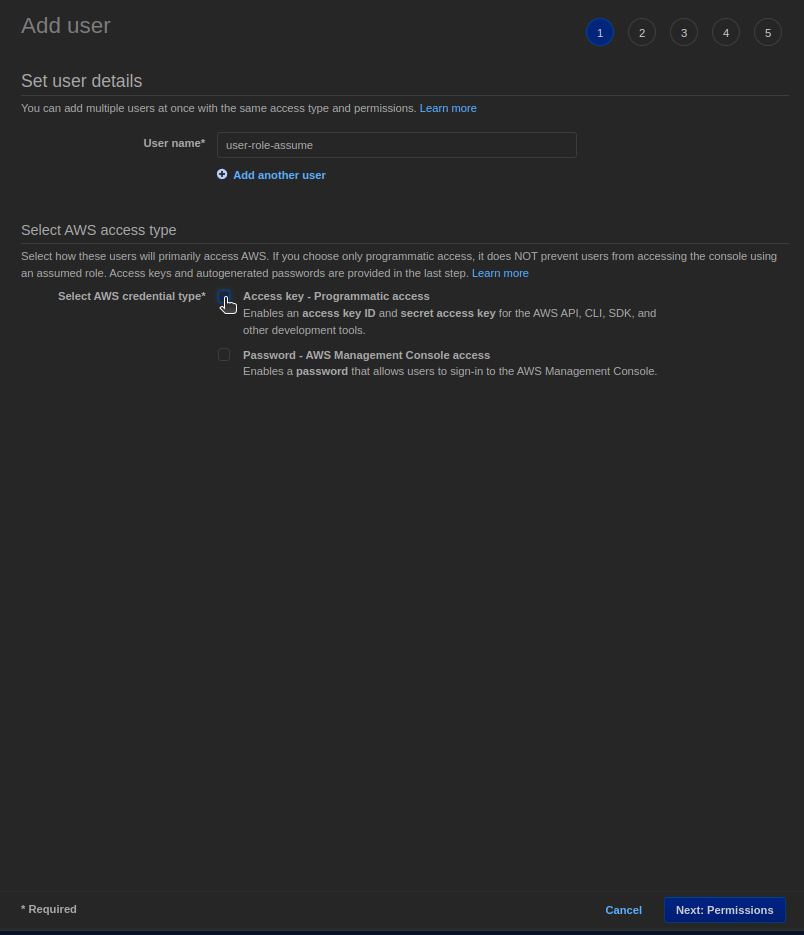 Add user
1 2 3 4 5
Set user details
You can add multiple users at once with the same access type and permissions. Learn more
User name* user-role-assume
Add another user
Select AWS access type
Select how these users will primarily access AWS. If you choose only programmatic access, it does NOT prevent users from accessing the console using
an assumed role. Access keys and autogenerated passwords are provided in the last step. Learn more
Select AWS credential type* Access key - Programmatic access
Enables an access key ID and secret access key for the AWS API, CLI, SDK, and
other development tools.
Password - AWS Management Console access
Enables a password that allows users to sign-in to the AWS Management Console.
* Required Cancel Next: Permissions